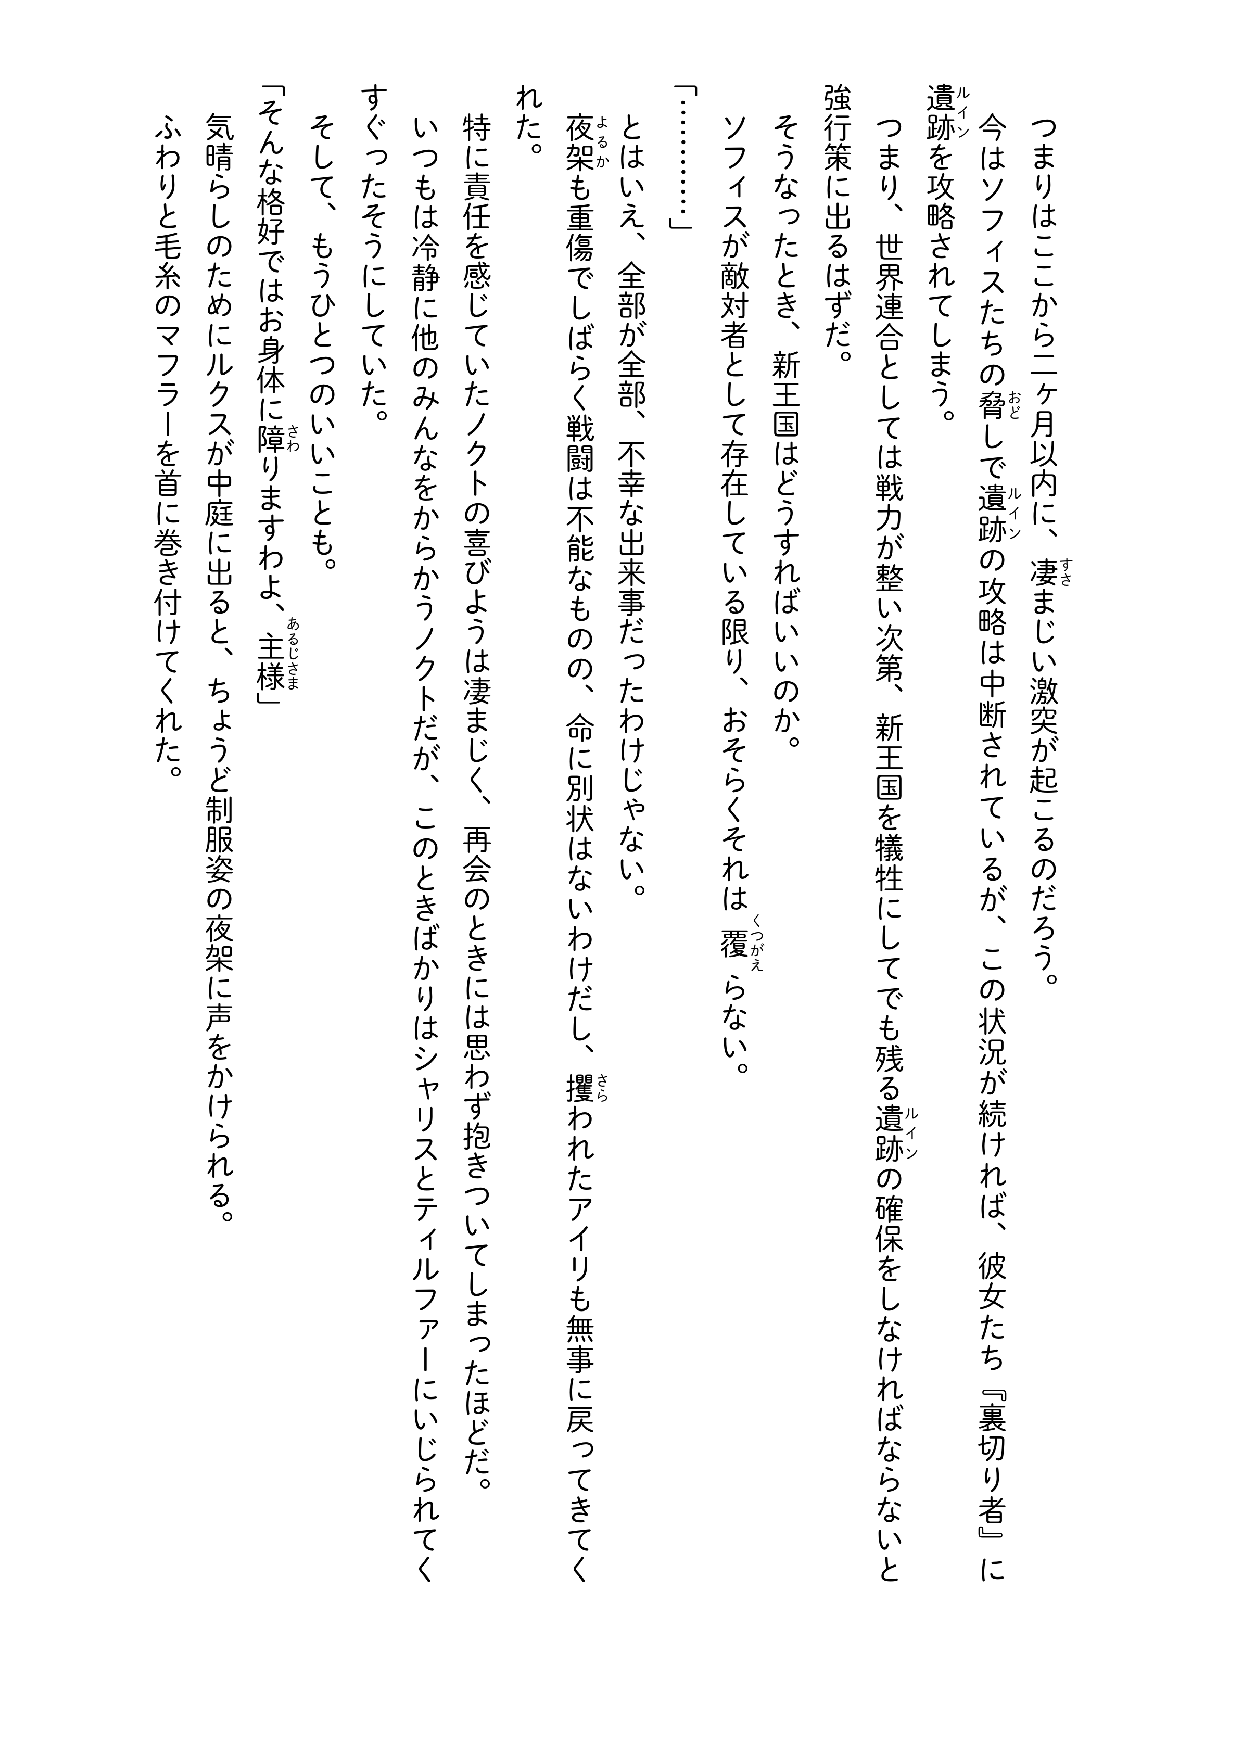 つまりはここから二ヶ月以内に、凄まじい激突が起こるのだろう。
今はソフィスたちの脅しで遺跡の攻略は中断されているが、この状況が続ければ、彼女たち『裏切り者』に
遺跡を攻略されてしまう。
つまり、世界連合としては戦力が整い次第、新王国を犠牲にしてでも残る遺跡の確保をしなければならないと
強行策に出るはずだ。
そうなったとき、新王国はどうすればいいのか。
ソフィスが敵対者として存在している限り、おそらくそれは覆らない。
「…………」
とはいえ、全部が全部、不幸な出来事だったわけじゃない。
夜架も重傷でしばらく戦闘は不能なものの、命に別状はないわけだし、攫われたアイリも無事に戻ってきてく
れた。
特に責任を感じていたノクトの喜びようは凄まじく、再会のときには思わず抱きついてしまったほどだ。
いつもは冷静に他のみんなをからかうノクトだが、このときばかりはシャリスとティルファーにいじられてく
すぐったそうにしていた。
そして、もうひとつのいいことも。
「そんな格好ではお身体に障りますわよ、主様」
気晴らしのためにルクスが中庭に出ると、ちょうど制服姿の夜架に声をかけられる。
ふわりと毛糸のマフラーを首に巻き付けてくれた。